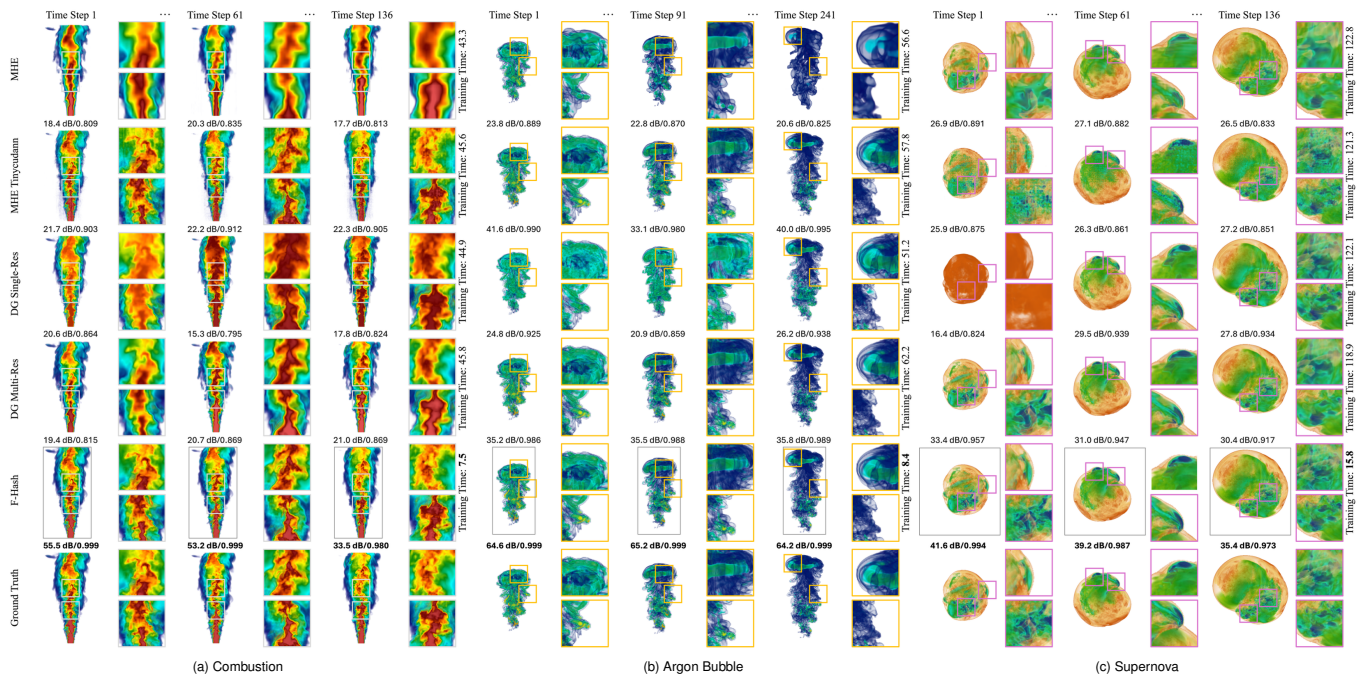 Time Step 1 Time Step 61 ... Time Step 136 ... Time Step 1 ... Time Step 91 ... Time Step 241 ... Time Step 1 ... Time Step 61 ... Time Step 136 ...
MHE
Training Time: 43.3
Training Time: 56.6
Training Time: 122.8
18.4 dB/0.809 20.3 dB/0.835 17.7 dB/0.813 23.8 dB/0.889 22.8 dB/0.870 20.6 dB/0.825 26.9 dB/0.891 27.1 dB/0.882 26.5 dB/0.833
MHE Tinycudann
Training Time: 45.6
Training Time: 57.8
Training Time: 121.3
21.7 dB/0.903 22.2 dB/0.912 22.3 dB/0.905 41.6 dB/0.990 33.1 dB/0.980 40.0 dB/0.995 25.9 dB/0.875 26.3 dB/0.861 27.2 dB/0.851
DG Single-Res
Training Time: 44.9
Training Time: 51.2
Training Time: 122.1
20.6 dB/0.864 15.3 dB/0.795 17.8 dB/0.824 24.8 dB/0.925 20.9 dB/0.859 26.2 dB/0.938 16.4 dB/0.824 29.5 dB/0.939 27.8 dB/0.934
DG Multi-Res
Training Time: 45.8
Training Time: 62.2
Training Time: 118.9
19.4 dB/0.815 20.7 dB/0.869 21.0 dB/0.869 35.2 dB/0.986 35.5 dB/0.988 35.8 dB/0.989 33.4 dB/0.957 31.0 dB/0.947 30.4 dB/0.917
F-Hash
Training Time: 7.5
Training Time: 8.4
Training Time: 15.8
55.5 dB/0.999 53.2 dB/0.999 33.5 dB/0.980 64.6 dB/0.999 65.2 dB/0.999 64.2 dB/0.999 41.6 dB/0.994 39.2 dB/0.987 35.4 dB/0.973
Ground Truth
(a) Combustion (b) Argon Bubble (c) Supernova